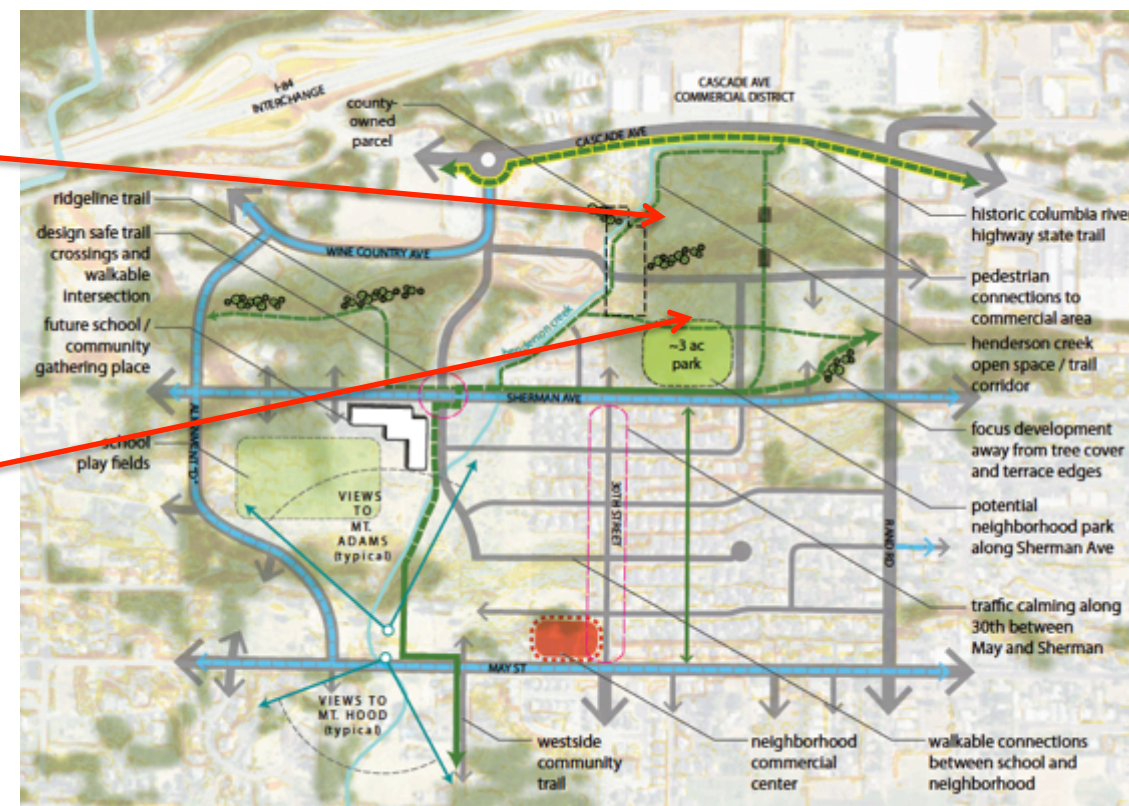 I-84
INTERCHANGE
CASCADE AVE
COMMERCIAL DISTRICT
county-
owned
parcel
CASCADE AVE
ridgeline trail
design safe trail
crossings and
walkable
intersection
future school /
community
gathering place
school
play fields
WINE COUNTRY AVE
henderson creek
~3 ac
park
SHERMAN AVE
ALIGNMENT "D"
VIEWS
TO
MT.
ADAMS
(typical)
30TH STREET
RAND RD
MAY ST
VIEWS TO
MT. HOOD
(typical)
historic columbia river
highway state trail
pedestrian
connections to
commercial area
henderson creek
open space / trail
corridor
focus development
away from tree cover
and terrace edges
potential
neighborhood park
along Sherman Ave
traffic calming along
30th between
May and Sherman
westside
community
trail
neighborhood
commercial
center
walkable connections
between school and
neighborhood